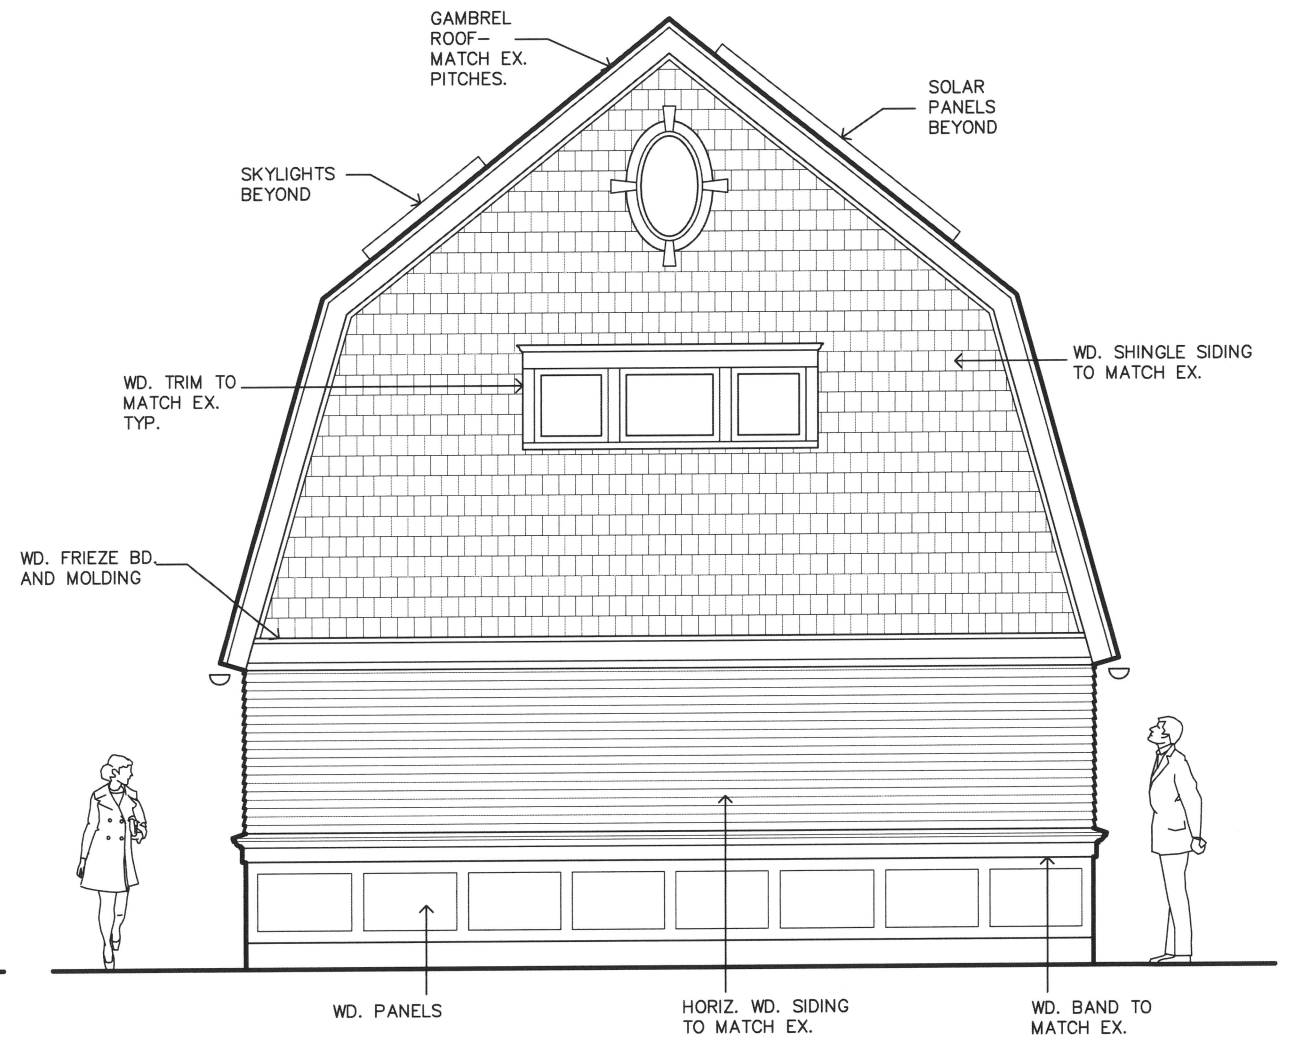 GAMBREL
ROOF—
MATCH EX.
PITCHES.
SOLAR
PANELS
BEYOND
SKYLIGHTS
BEYOND
WD. SHINGLE SIDING
TO MATCH EX.
WD. TRIM TO
MATCH EX.
TYP.
WD. FRIEZE BD.
AND MOLDING
WD. PANELS
HORIZ. WD. SIDING
TO MATCH EX.
WD. BAND TO
MATCH EX.